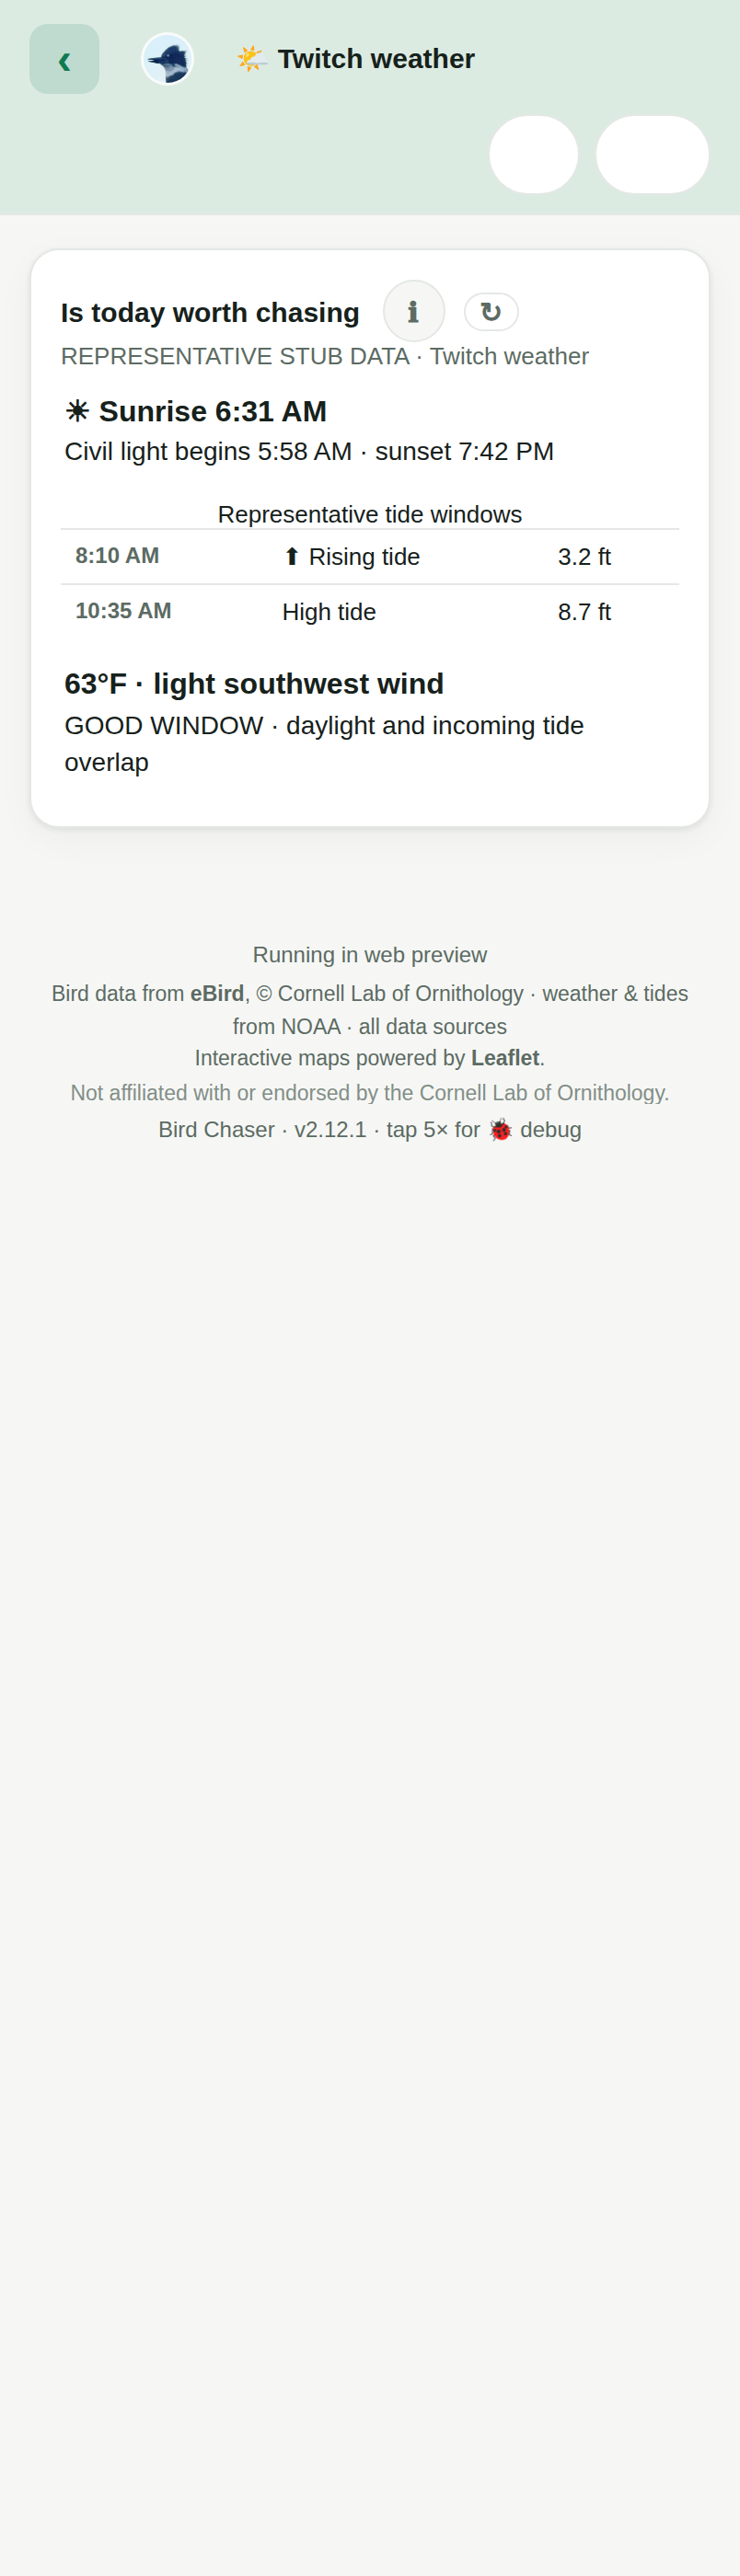 ‹ 🌤️ Twitch weather
Is today worth chasing ℹ ↻
REPRESENTATIVE STUB DATA · Twitch weather
☀ Sunrise 6:31 AM
Civil light begins 5:58 AM · sunset 7:42 PM
Representative tide windows
8:10 AM ⬆ Rising tide 3.2 ft
10:35 AM High tide 8.7 ft
63°F · light southwest wind
GOOD WINDOW · daylight and incoming tide
overlap
Running in web preview
Bird data from eBird, © Cornell Lab of Ornithology · weather & tides
from NOAA · all data sources
Interactive maps powered by Leaflet.
Not affiliated with or endorsed by the Cornell Lab of Ornithology.
Bird Chaser · v2.12.1 · tap 5× for 🐞 debug